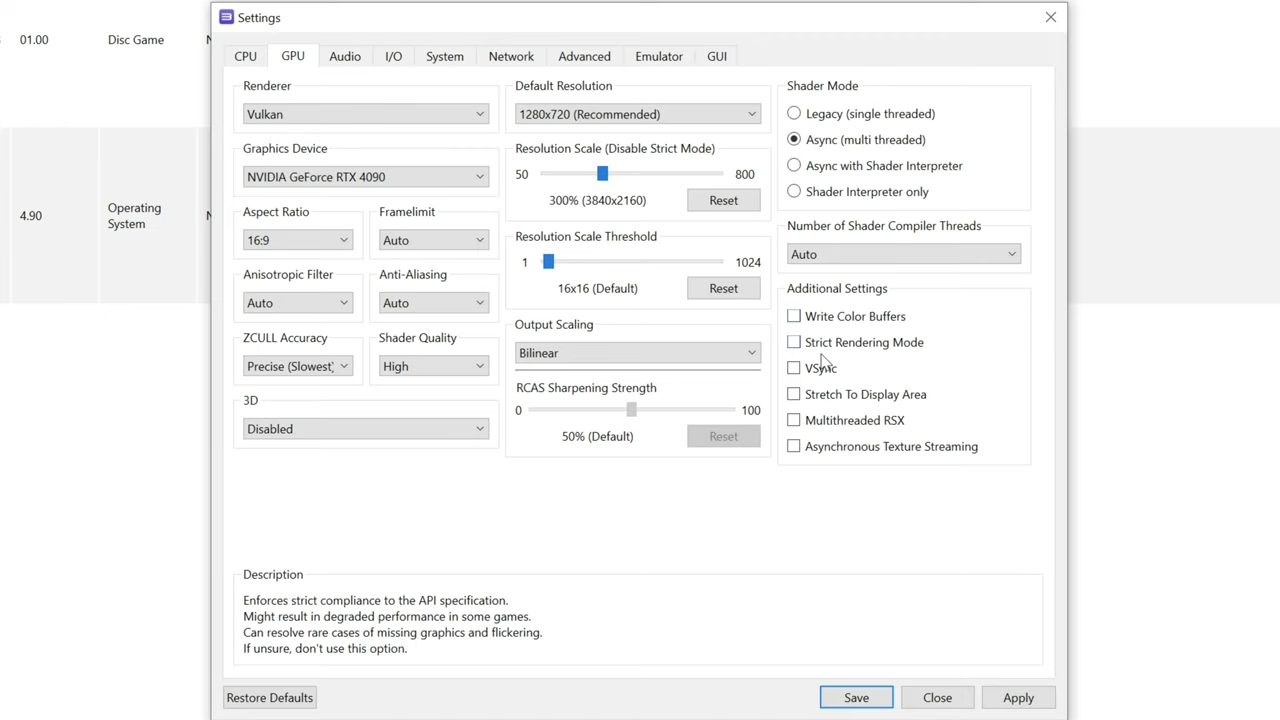 Settings
01.00
Disc Game
N
4.90
Operating
System
N
CPU
GPU
Audio
I/O
System
Network
Advanced
Emulator
GUI
Renderer
Vulkan
Graphics Device
NVIDIA GeForce RTX 4090
Aspect Ratio
16:9
Framelimit
Auto
Anisotropic Filter
Auto
Anti-Aliasing
Auto
ZCULL Accuracy
Precise (Slowest)
Shader Quality
High
3D
Disabled
Default Resolution
1280x720 (Recommended)
Resolution Scale (Disable Strict Mode)
50
800
300% (3840x2160)
Reset
Resolution Scale Threshold
1
1024
16x16 (Default)
Reset
Output Scaling
Bilinear
RCAS Sharpening Strength
0
100
50% (Default)
Reset
Shader Mode
Legacy (single threaded)
Async (multi threaded)
Async with Shader Interpreter
Shader Interpreter only
Number of Shader Compiler Threads
Auto
Additional Settings
Write Color Buffers
Strict Rendering Mode
VSync
Stretch To Display Area
Multithreaded RSX
Asynchronous Texture Streaming
Description
Enforces strict compliance to the API specification.
Might result in degraded performance in some games.
Can resolve rare cases of missing graphics and flickering.
If unsure, don't use this option.
Restore Defaults
Save
Close
Apply